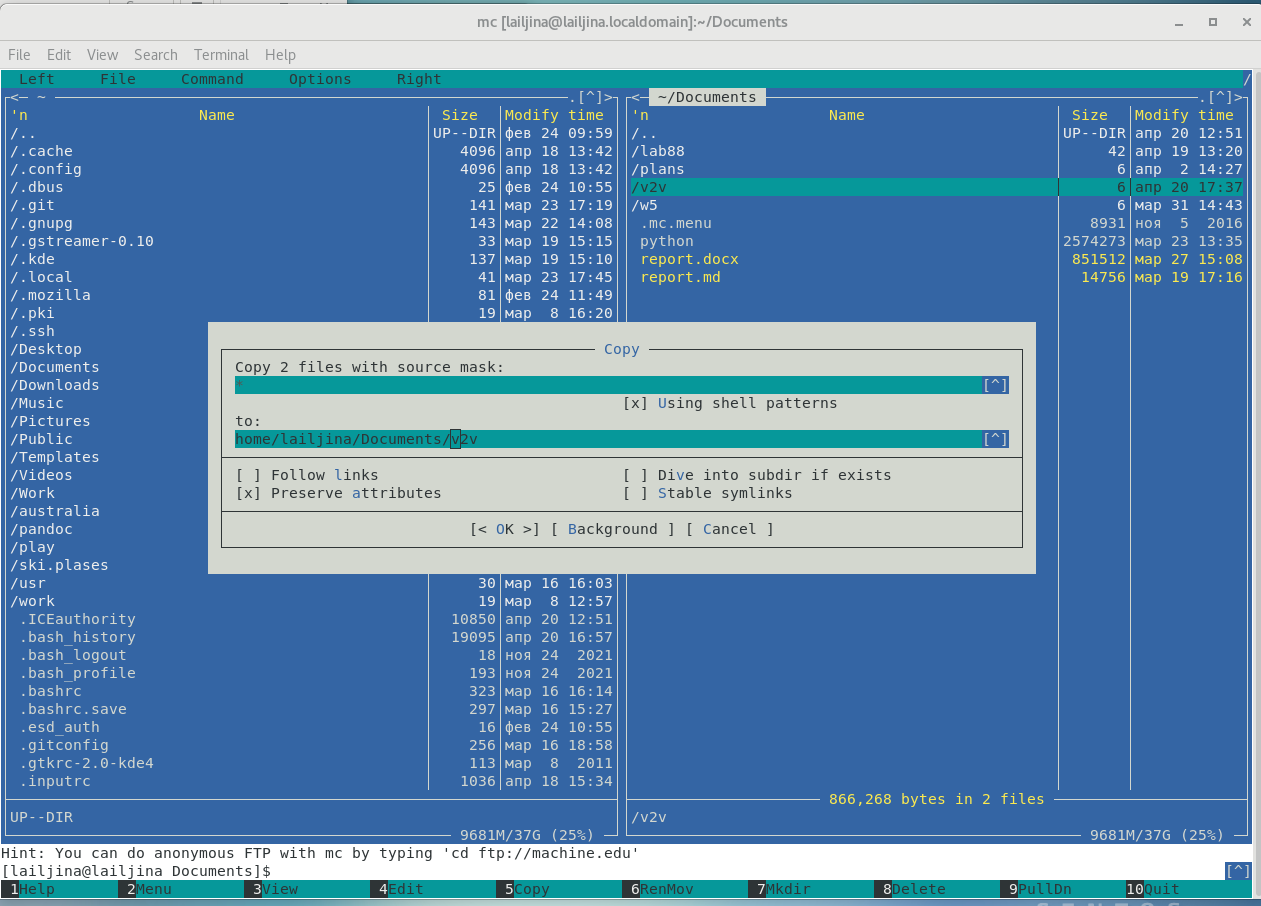 mc [lailjina@lailjina.localdomain]:~/Documents
File Edit View Search Terminal Help
Left File Command Options Right /
<─ ~ .[^]>
'n Name Size Modify time
/.. UP--DIR фев 24 09:59
/.cache 4096 апр 18 13:42
/.config 4096 апр 18 13:42
/.dbus 25 фев 24 10:55
/.git 141 мар 23 17:19
/.gnupg 143 мар 22 14:08
/.gstreamer-0.10 33 мар 19 15:15
/.kde 137 мар 19 15:10
/.local 41 мар 23 17:45
/.mozilla 81 фев 24 11:49
/.pki 19 мар 8 16:20
/.ssh
/Desktop
/Documents
/Downloads
/Music
/Pictures
/Public
/Templates
/Videos
/Work
/australia
/pandoc
/play
/ski.plases
/usr 30 мар 16 16:03
/work 19 мар 8 12:57
.ICEauthority 10850 апр 20 12:51
.bash_history 19095 апр 20 16:57
.bash_logout 18 ноя 24 2021
.bash_profile 193 ноя 24 2021
.bashrc 323 мар 16 16:14
.bashrc.save 297 мар 16 15:27
.esd_auth 16 фев 24 10:55
.gitconfig 256 мар 16 18:58
.gtkrc-2.0-kde4 113 мар 8 2011
.inputrc 1036 апр 18 15:34
UP--DIR
9681M/37G (25%)
<─ ~/Documents .[^]>
'n Name Size Modify time
/.. UP--DIR апр 20 12:51
/lab88 42 апр 19 13:20
/plans 6 апр 2 14:27
/v2v 6 апр 20 17:37
/w5 6 мар 31 14:43
.mc.menu 8931 ноя 5 2016
python 2574273 мар 23 13:35
report.docx 851512 мар 27 15:08
report.md 14756 мар 19 17:16
866,268 bytes in 2 files
/v2v
9681M/37G (25%)
Copy
Copy 2 files with source mask:
* [^]
[x] Using shell patterns
to:
home/lailjina/Documents/v2v [^]
[ ] Follow links [ ] Dive into subdir if exists
[x] Preserve attributes [ ] Stable symlinks
[< OK >] [ Background ] [ Cancel ]
Hint: You can do anonymous FTP with mc by typing 'cd ftp://machine.edu'
[lailjina@lailjina Documents]$ [^]
1Help 2Menu 3View 4Edit 5Copy 6RenMov 7Mkdir 8Delete 9PullDn 10Quit